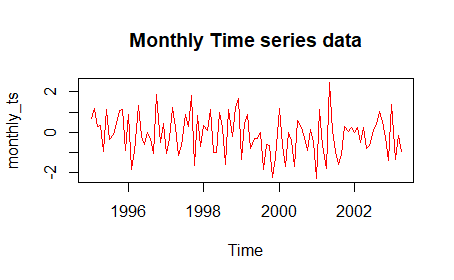 Monthly Time series data
monthly_ts
2
0
-2
1996 1998 2000 2002
Time